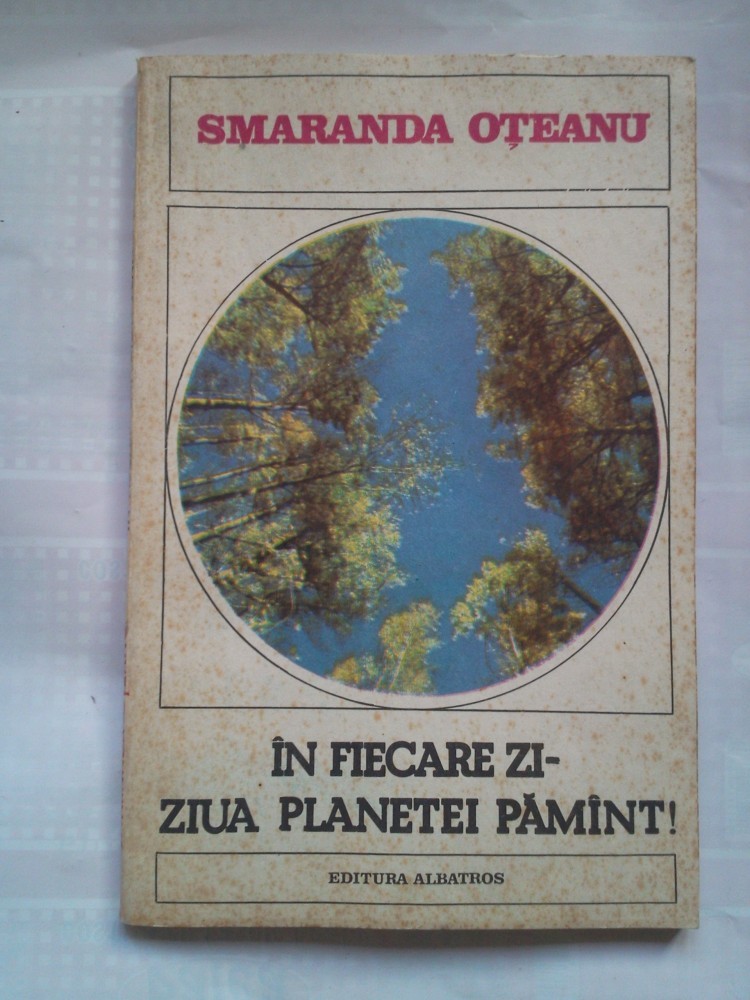 SMARANDA OȚEANU
ÎN FIECARE ZI-
ZIUA PLANETEI PĂMÎNT!
EDITURA ALBATROS